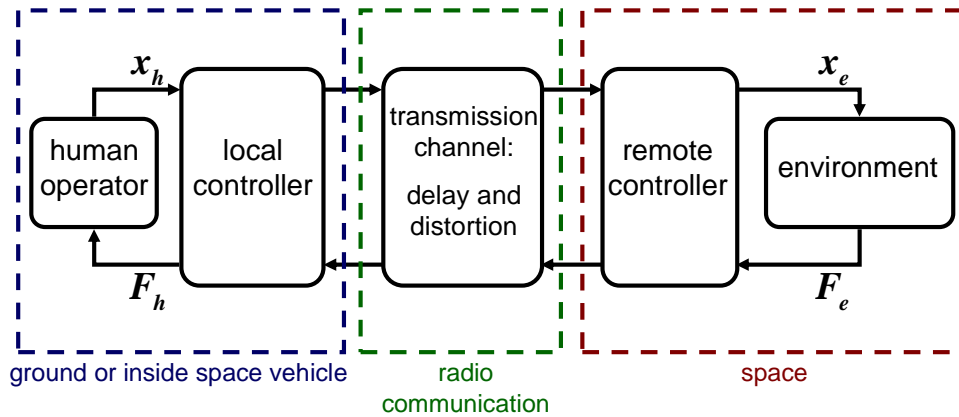 x_h
human
operator
F_h
local
controller
transmission
channel:
delay and
distortion
remote
controller
x_e
environment
F_e
ground or inside space vehicle
radio
communication
space